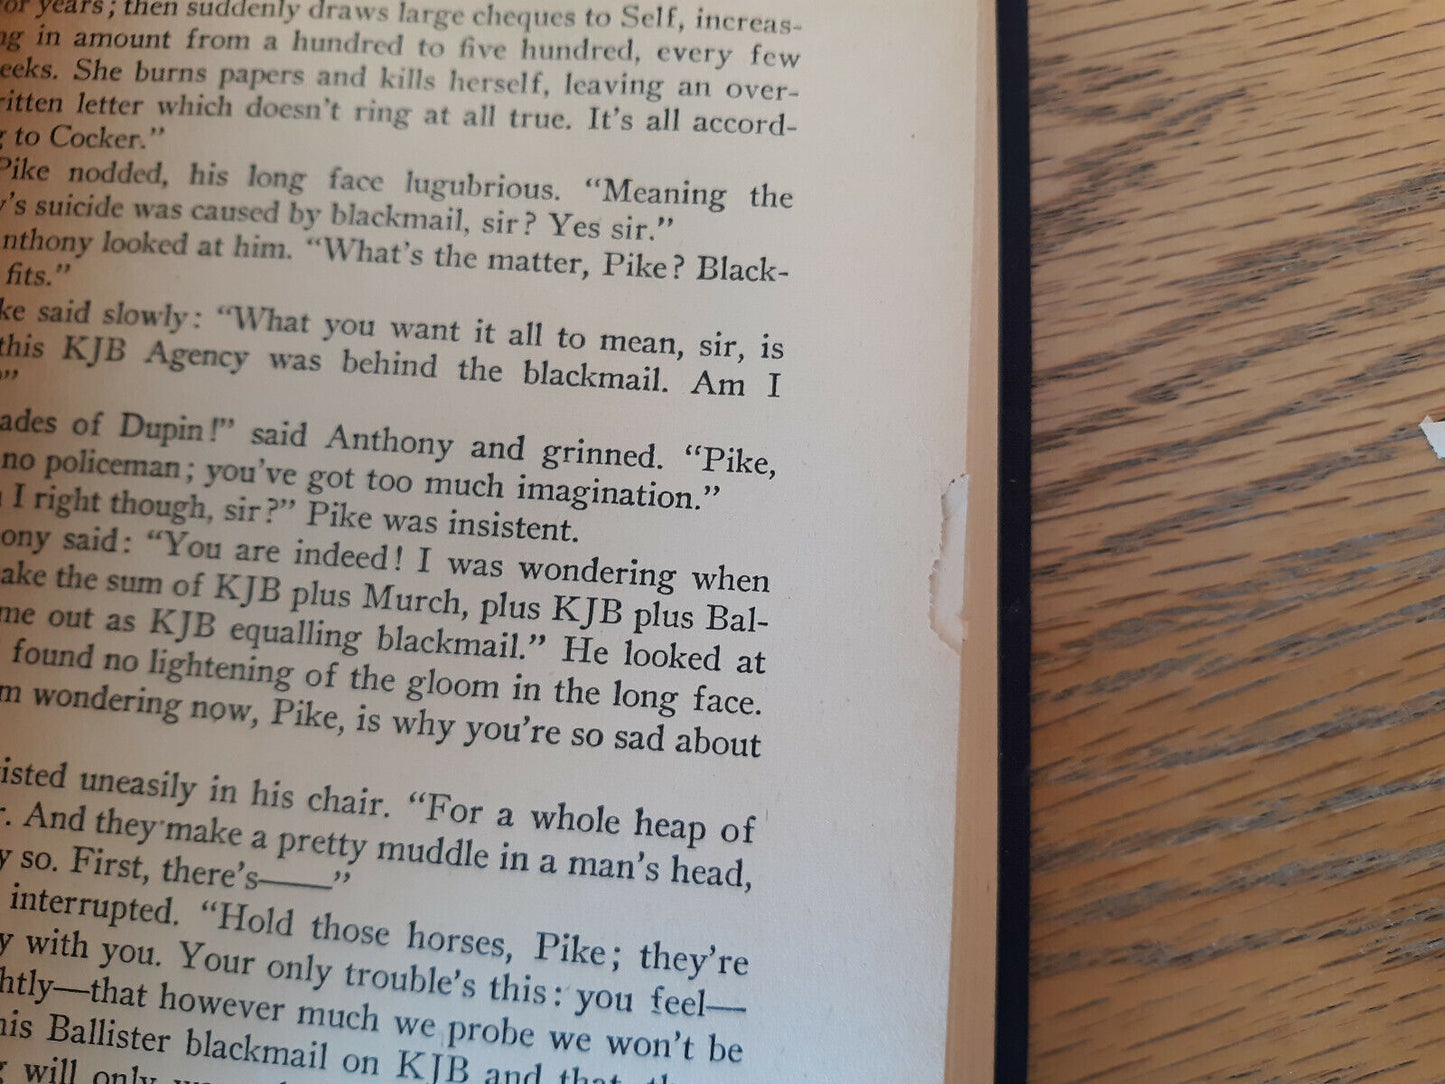 for years; then suddenly draws large cheques to Self, increas-
ng in amount from a hundred to five hundred, every few
eeks. She burns papers and kills herself, leaving an over-
ritten letter which doesn't ring at all true. It's all accord-
g to Cocker."
Pike nodded, his long face lugubrious. "Meaning the
y's suicide was caused by blackmail, sir? Yes sir."
nthony looked at him. "What's the matter, Pike? Black-
fits."
ke said slowly: "What you want it all to mean, sir, is
this KJB Agency was behind the blackmail. Am I
?"
ades of Dupin!" said Anthony and grinned. "Pike,
no policeman; you've got too much imagination."
I right though, sir?" Pike was insistent.
ony said: "You are indeed! I was wondering when
ake the sum of KJB plus Murch, plus KJB plus Bal-
me out as KJB equalling blackmail." He looked at
found no lightening of the gloom in the long face.
m wondering now, Pike, is why you're so sad about
isted uneasily in his chair. "For a whole heap of
r. And they make a pretty muddle in a man's head,
y so. First, there's——"
interrupted. "Hold those horses, Pike; they're
y with you. Your only trouble's this: you feel—
htly—that however much we probe we won't be
his Ballister blackmail on KJB and that
g will only